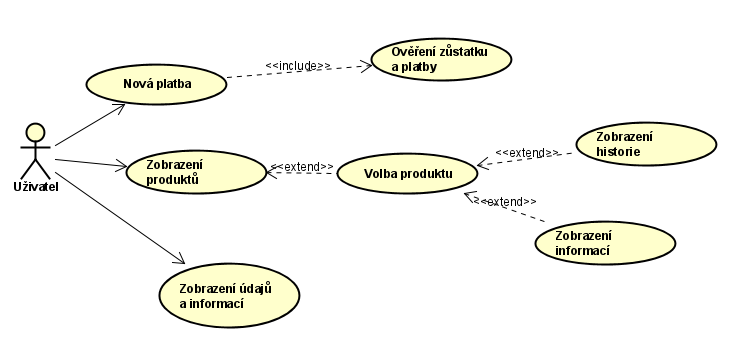 Ověření zůstatku
a platby
<<include>>
Nová platba
Zobrazení
historie
<<extend>>
Zobrazení
produktů
<<extend>>
Volba produktu
Uživatel
<<extend>>
Zobrazení
informací
Zobrazení údajů
a informací